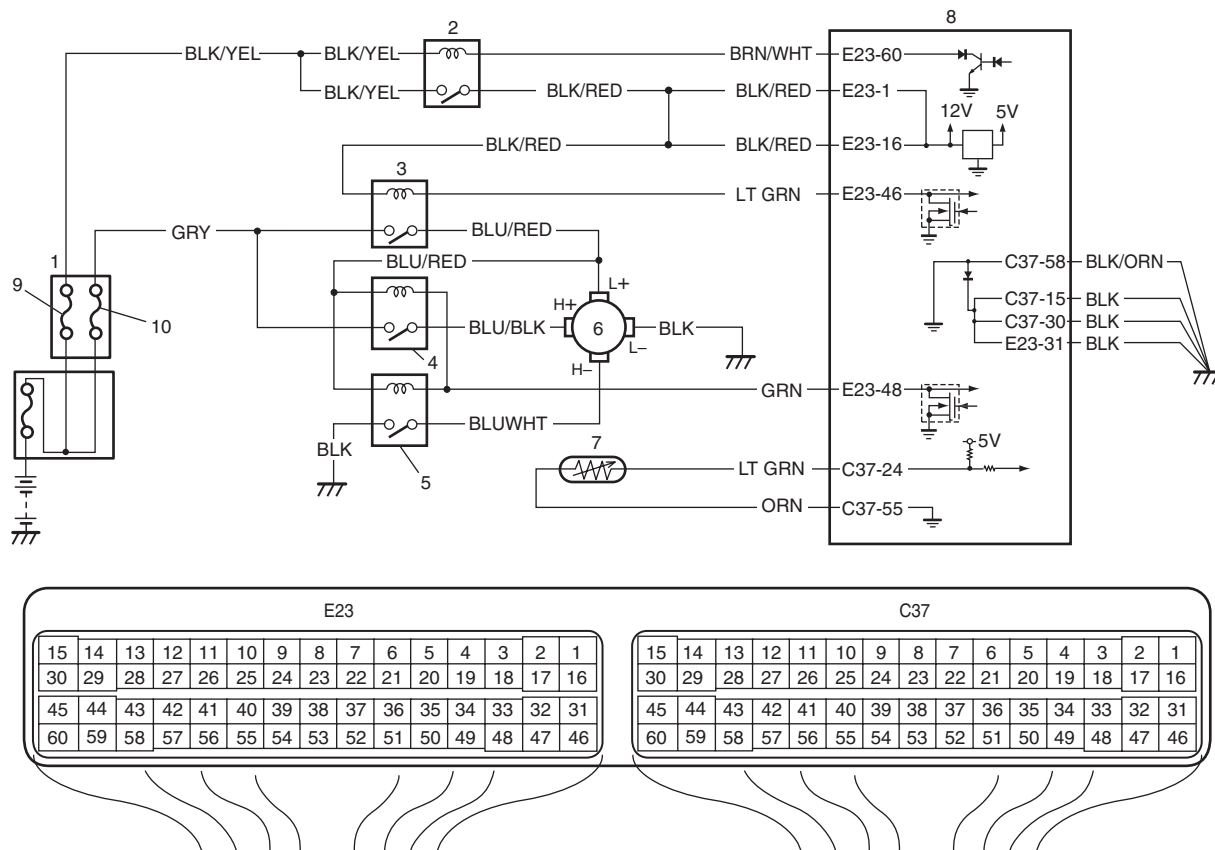 8
2
BLK/YEL BLK/YEL BRN/WHT E23-60
BLK/YEL BLK/RED BLK/RED E23-1
12V 5V
BLK/RED BLK/RED E23-16
3
LT GRN E23-46
GRY BLU/RED
BLU/RED C37-58 BLK/ORN
1
9
10
L+
H+
C37-15 BLK
BLU/BLK 6 BLK C37-30 BLK
L–
E23-31 BLK
4
H–
GRN E23-48
BLUWHT
BLK
5
7
5V
LT GRN C37-24
ORN C37-55
E23 C37
15 14 13 12 11 10 9 8 7 6 5 4 3 2 1 15 14 13 12 11 10 9 8 7 6 5 4 3 2 1
30 29 28 27 26 25 24 23 22 21 20 19 18 17 16 30 29 28 27 26 25 24 23 22 21 20 19 18 17 16
45 44 43 42 41 40 39 38 37 36 35 34 33 32 31 45 44 43 42 41 40 39 38 37 36 35 34 33 32 31
60 59 58 57 56 55 54 53 52 51 50 49 48 47 46 60 59 58 57 56 55 54 53 52 51 50 49 48 47 46